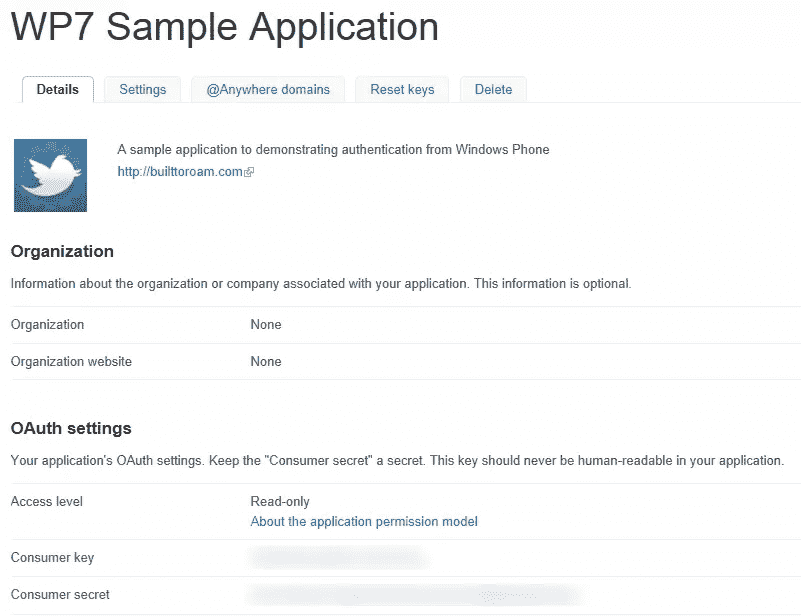 WP7 Sample Application
Details Settings @Anywhere domains Reset keys Delete
A sample application to demonstrating authentication from Windows Phone
http://builttoroam.com
Organization
Information about the organization or company associated with your application. This information is optional.
Organization None
Organization website None
OAuth settings
Your application's OAuth settings. Keep the "Consumer secret" a secret. This key should never be human-readable in your application.
Access level Read-only
About the application permission model
Consumer key
Consumer secret